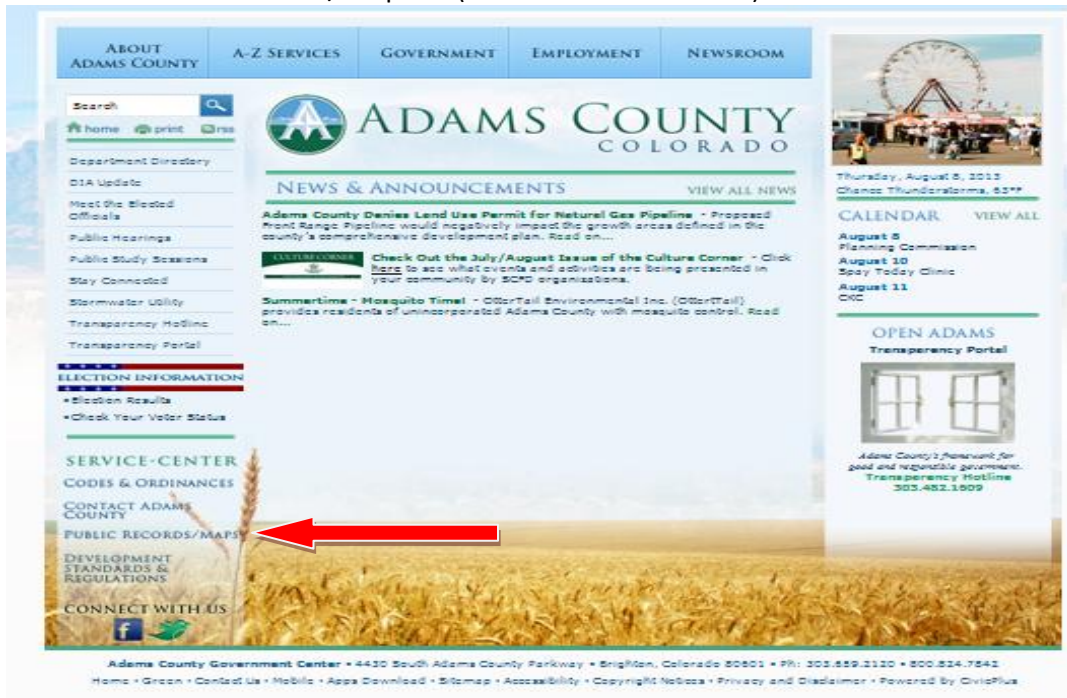 ABOUT
ADAMS COUNTY
A-Z SERVICES
GOVERNMENT
EMPLOYMENT
NEWSROOM
Search
home print rss
Department Directory
DIA Update
Meet the Elected
Officials
Public Hearings
Public Study Sessions
Stay Connected
Stormwater Utility
Transparency Hotline
Transparency Portal
ELECTION INFORMATION
•Election Results
•Check Your Voter Status
SERVICE-CENTER
CODES & ORDINANCES
CONTACT ADAMS
COUNTY
PUBLIC RECORDS/MAPS
DEVELOPMENT
STANDARDS &
REGULATIONS
CONNECT WITH US
ADAMS COUNTY
COLORADO
NEWS & ANNOUNCEMENTS
VIEW ALL NEWS
Adams County Denies Land Use Permit for Natural Gas Pipeline - Proposed
Front Range Pipeline would negatively impact the growth areas defined in the
county's comprehensive development plan. Read on...
CULTURE CORNER
Check Out the July/August Issue of the Culture Corner - Click
here to see what events and activities are being presented in
your community by SCFD organizations.
Summertime - Mosquito Time! - OtterTail Environmental Inc. (OttertTail)
provides residents of unincorporated Adams County with mosquito control. Read
on...
Thursday, August 8, 2013
Chance Thunderstorms, 63°F
CALENDAR
VIEW ALL
August 8
Planning Commission
August 10
Spay Today Clinic
August 11
CKC
OPEN ADAMS
Transparency Portal
Adams County's framework for
good and responsible government.
Transparency Hotline
303.482.1609
Adams County Government Center • 4430 South Adams County Parkway • Brighton, Colorado 80601 • Ph: 303.659.2120 • 800.824.7842
Home • Green • Contact Us • Mobile • Apps Download • Sitemap • Accessibility • Copyright Notices • Privacy and Disclaimer • Powered by CivicPlus